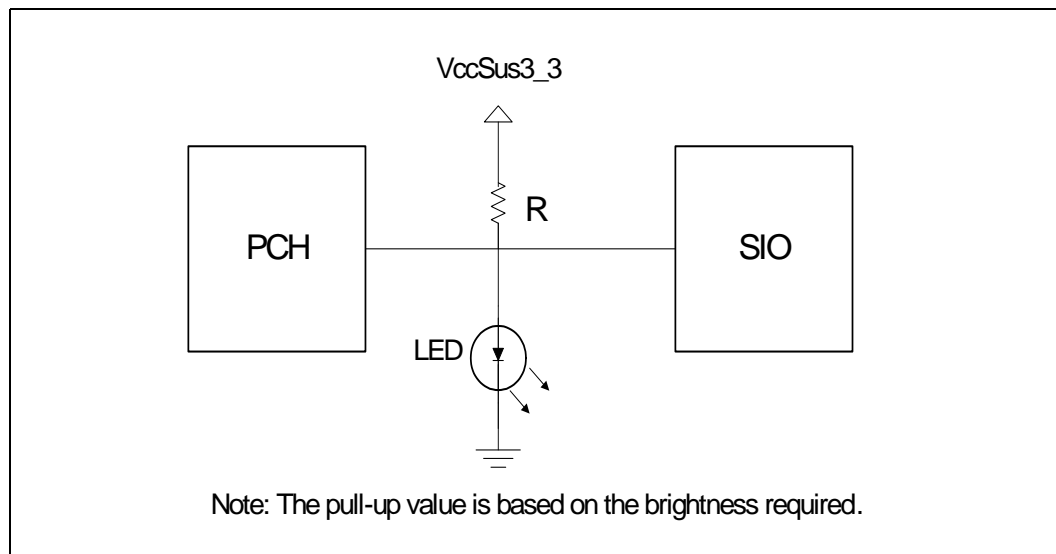 VccSus3_3
R
PCH
SIO
LED
Note: The pull-up value is based on the brightness required.